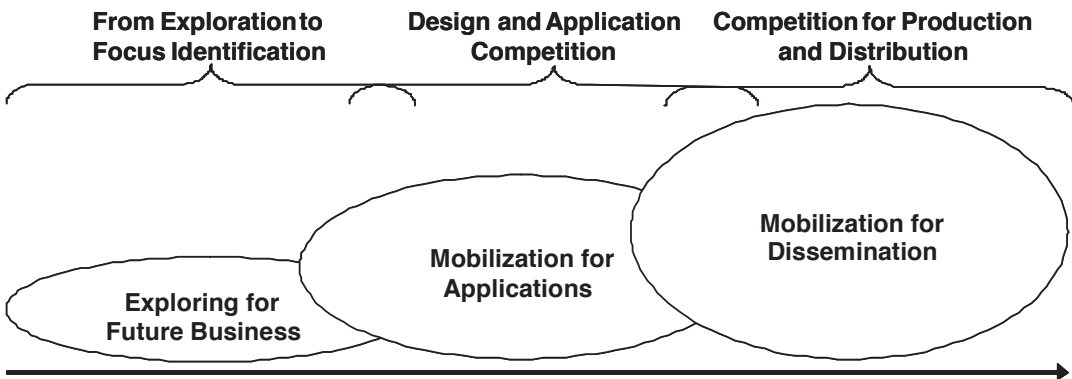 From Exploration to
Focus Identification
Design and Application
Competition
Competition for Production
and Distribution
Exploring for
Future Business
Mobilization for
Applications
Mobilization for
Dissemination